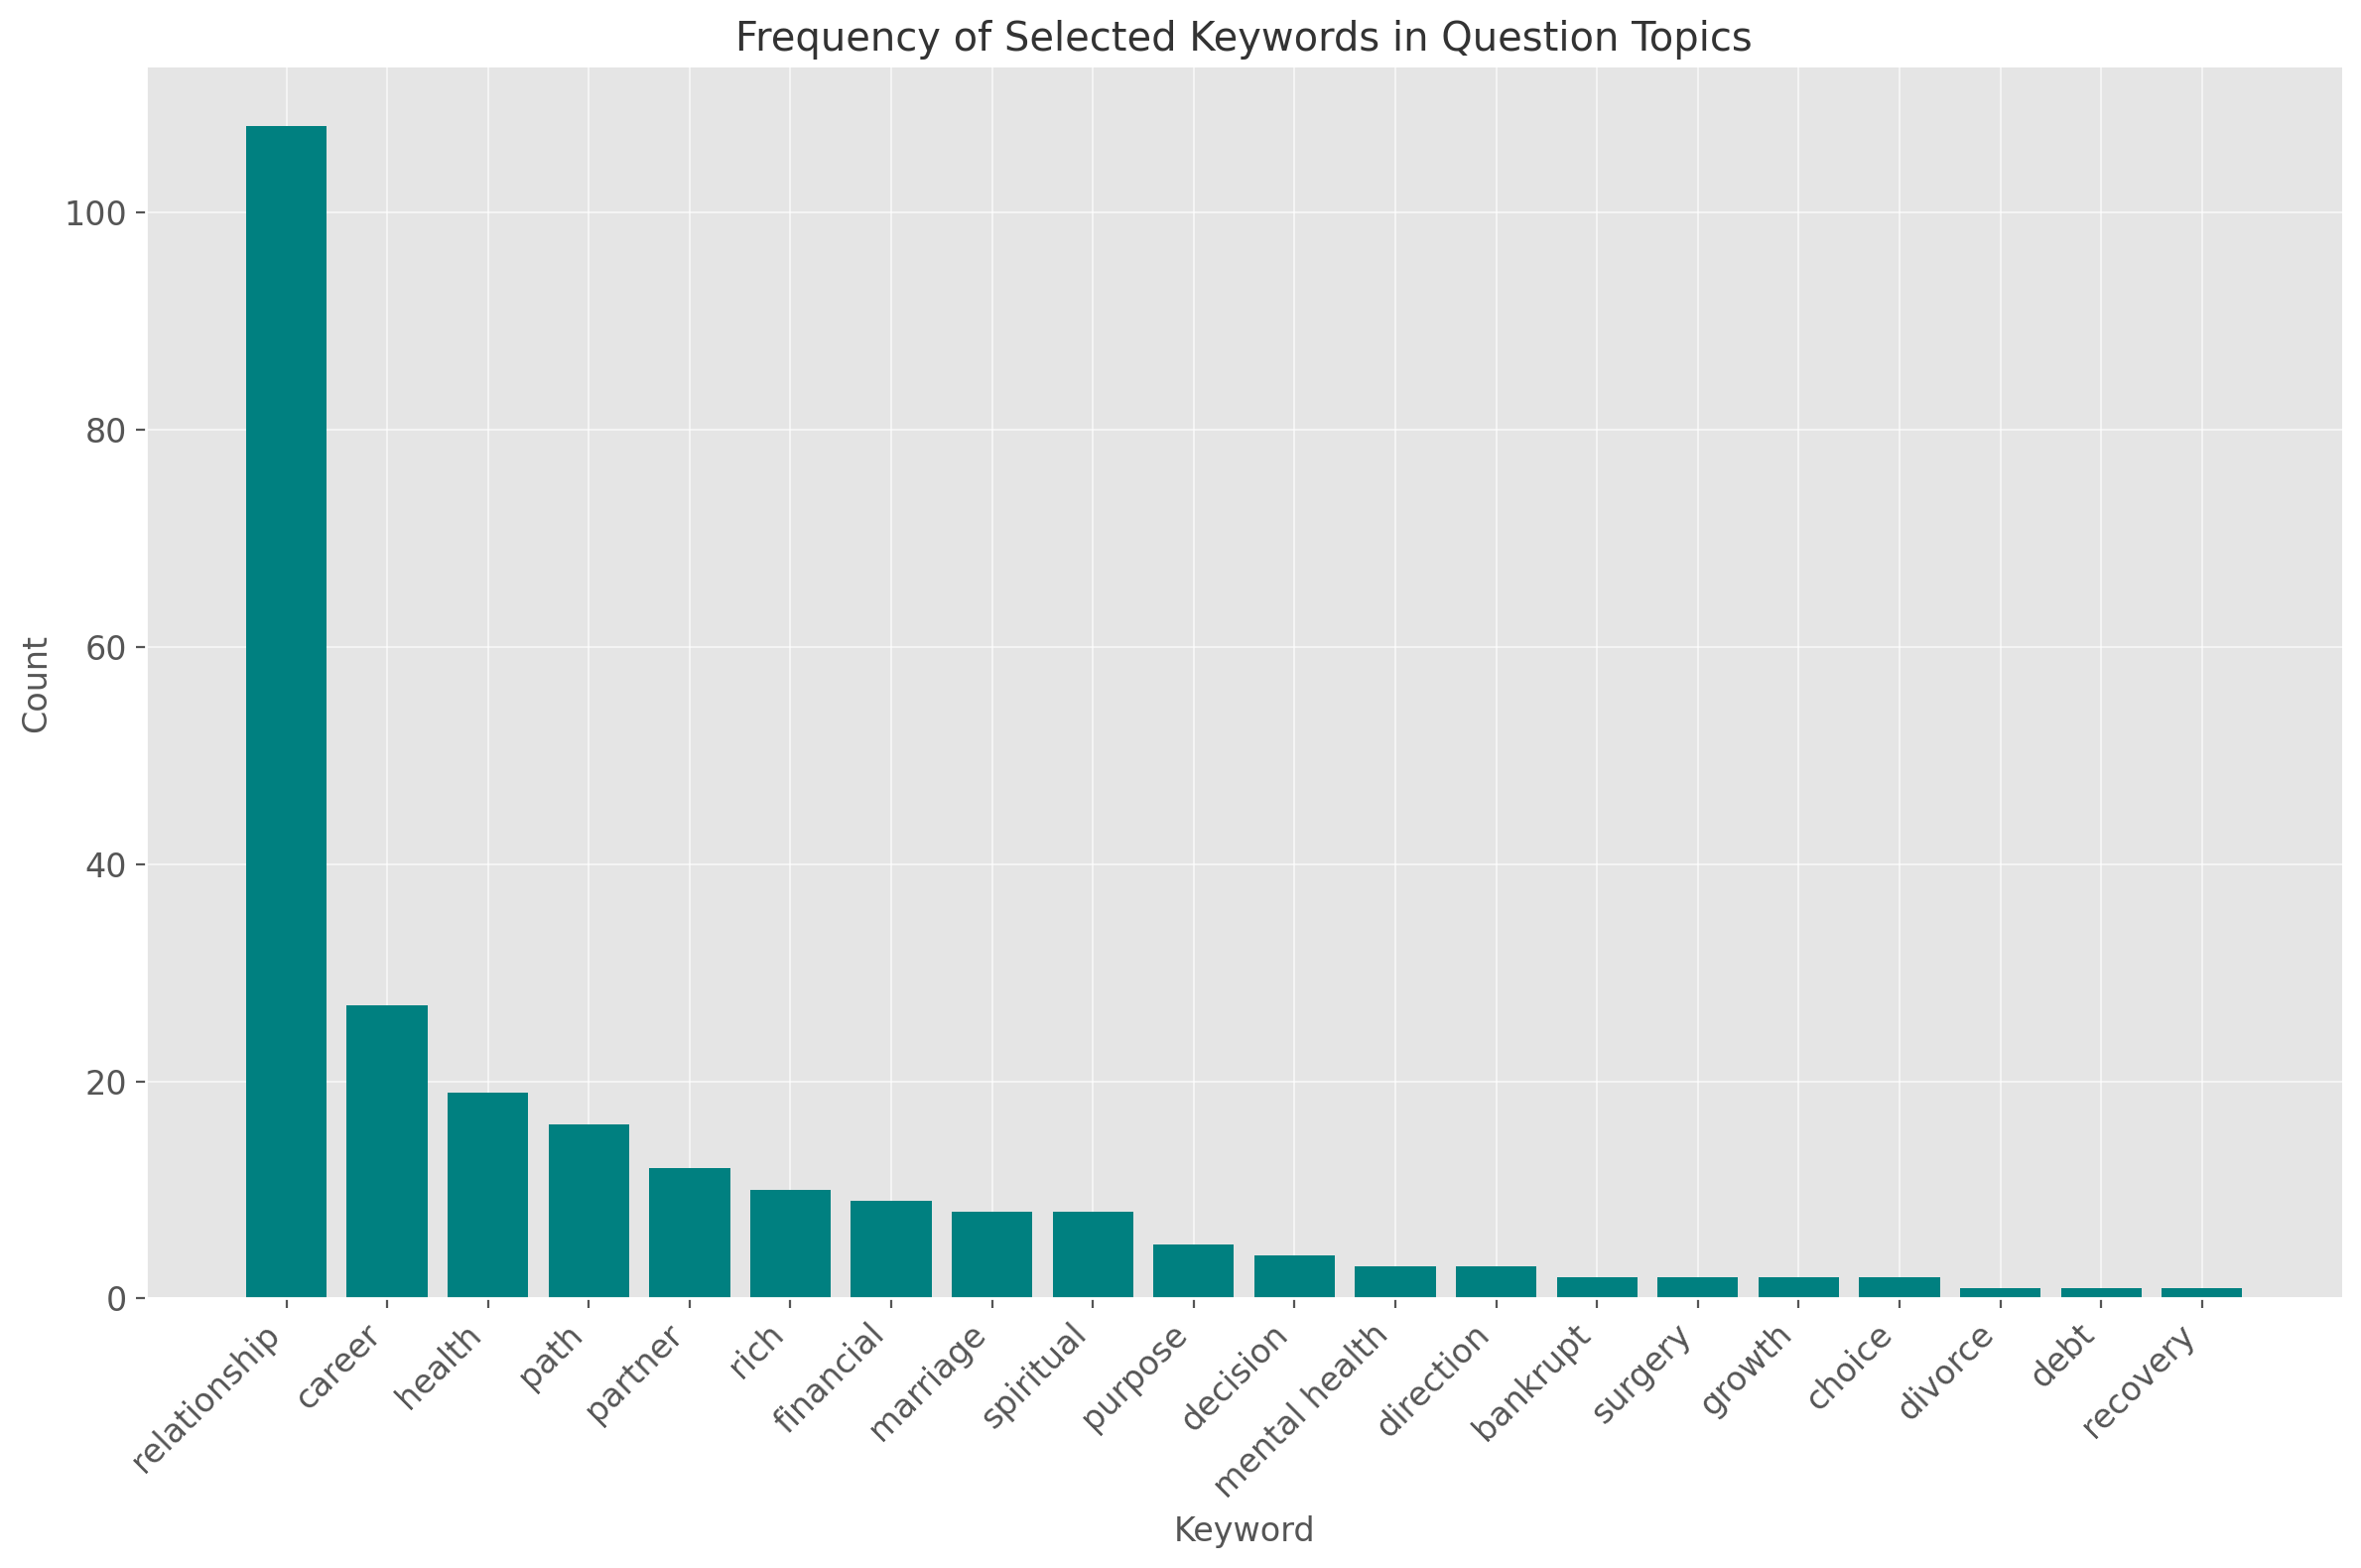 Frequency of Selected Keywords in Question Topics
100
80
60
40
20
0
Count
relationship
career
health
path
partner
rich
financial
marriage
spiritual
purpose
decision
mental health
direction
bankrupt
surgery
growth
choice
divorce
debt
recovery
Keyword